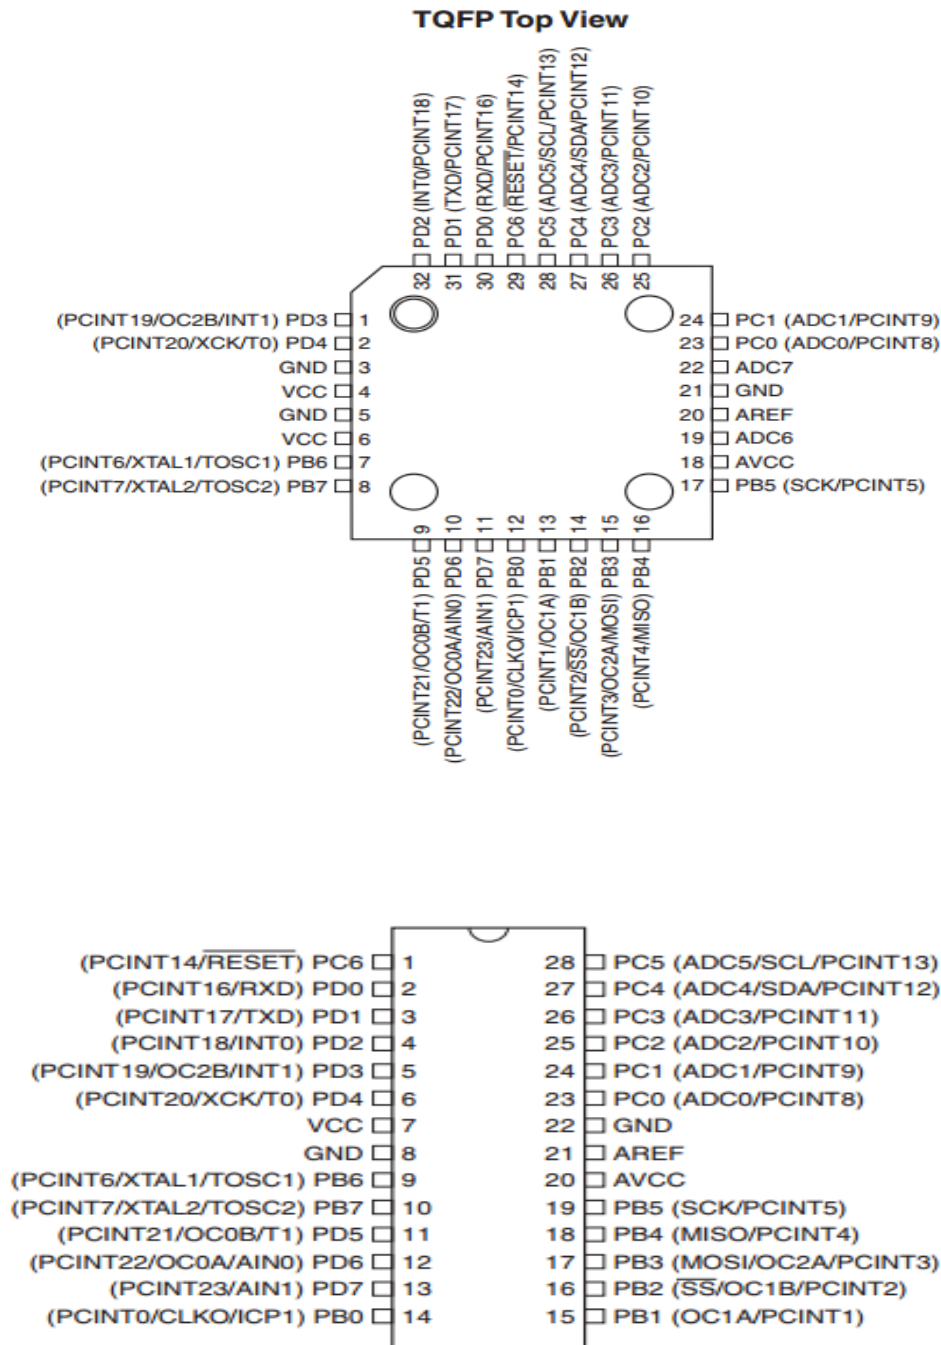 TQFP Top View
PD2 (INT0/PCINT18)
PD1 (TXD/PCINT17)
PD0 (RXD/PCINT16)
PC6 (RESET/PCINT14)
PC5 (ADC5/SCL/PCINT13)
PC4 (ADC4/SDA/PCINT12)
PC3 (ADC3/PCINT11)
PC2 (ADC2/PCINT10)
32 31 30 29 28 27 26 25
(PCINT19/OC2B/INT1) PD3 1 24 PC1 (ADC1/PCINT9)
(PCINT20/XCK/T0) PD4 2 23 PC0 (ADC0/PCINT8)
GND 3 22 ADC7
VCC 4 21 GND
GND 5 20 AREF
VCC 6 19 ADC6
(PCINT6/XTAL1/TOSC1) PB6 7 18 AVCC
(PCINT7/XTAL2/TOSC2) PB7 8 17 PB5 (SCK/PCINT5)
9 10 11 12 13 14 15 16
(PCINT21/OC0B/T1) PD5
(PCINT22/OC0A/AIN0) PD6
(PCINT23/AIN1) PD7
(PCINT0/CLKO/ICP1) PB0
(PCINT1/OC1A) PB1
(PCINT2/SS/OC1B) PB2
(PCINT3/OC2A/MOSI) PB3
(PCINT4/MISO) PB4
(PCINT14/RESET) PC6 1 28 PC5 (ADC5/SCL/PCINT13)
(PCINT16/RXD) PD0 2 27 PC4 (ADC4/SDA/PCINT12)
(PCINT17/TXD) PD1 3 26 PC3 (ADC3/PCINT11)
(PCINT18/INT0) PD2 4 25 PC2 (ADC2/PCINT10)
(PCINT19/OC2B/INT1) PD3 5 24 PC1 (ADC1/PCINT9)
(PCINT20/XCK/T0) PD4 6 23 PC0 (ADC0/PCINT8)
VCC 7 22 GND
GND 8 21 AREF
(PCINT6/XTAL1/TOSC1) PB6 9 20 AVCC
(PCINT7/XTAL2/TOSC2) PB7 10 19 PB5 (SCK/PCINT5)
(PCINT21/OC0B/T1) PD5 11 18 PB4 (MISO/PCINT4)
(PCINT22/OC0A/AIN0) PD6 12 17 PB3 (MOSI/OC2A/PCINT3)
(PCINT23/AIN1) PD7 13 16 PB2 (SS/OC1B/PCINT2)
(PCINT0/CLKO/ICP1) PB0 14 15 PB1 (OC1A/PCINT1)